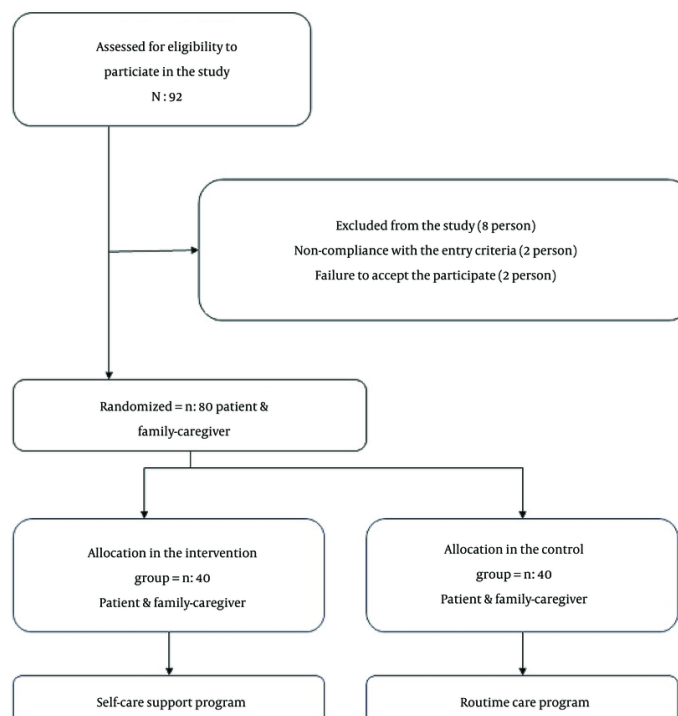 Assessed for eligibility to
particiate in the study
N : 92
Excluded from the study (8 person)
Non-compliance with the entry criteria (2 person)
Failure to accept the participate (2 person)
Randomized = n: 80 patient &
family-caregiver
Allocation in the intervention
group = n: 40
Patient & family-caregiver
Allocation in the control
group = n: 40
Patient & family-caregiver
Self-care support program
Routime care program